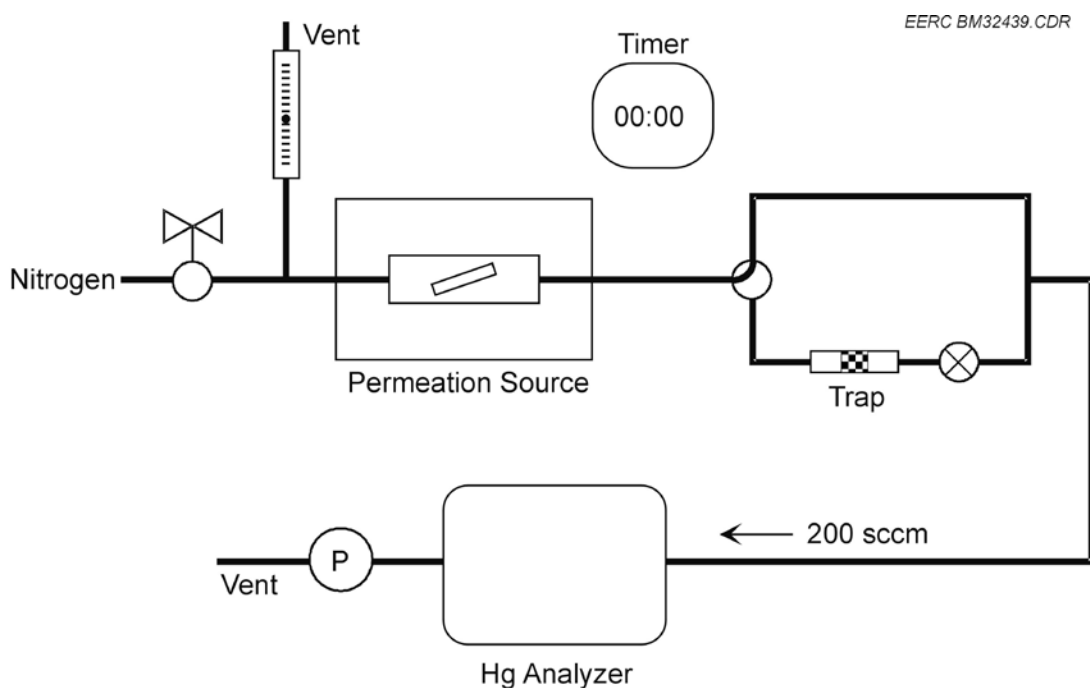 EERC BM32439.CDR
Vent
Timer
00:00
Nitrogen
Permeation Source
Trap
200 sccm
P
Vent
Hg Analyzer